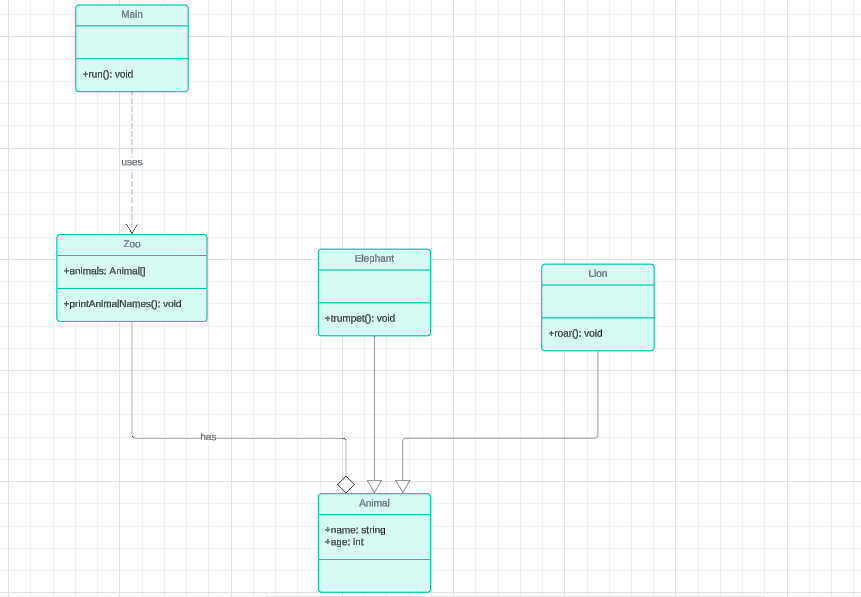 Main
+run(): void
uses
Zoo
+animals: Animal[]
+printAnimalNames(): void
Elephant
+trumpet(): void
Lion
+roar(): void
has
Animal
+name: string
+age: int